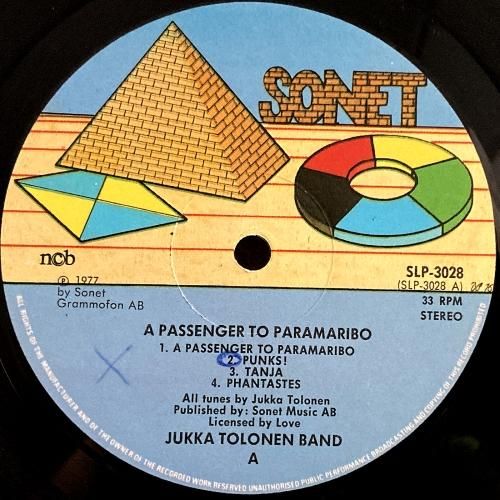 SONET
ncb
℗ 1977
by Sonet
Grammofon AB
SLP-3028
(SLP-3028 A)
33 RPM
STEREO
A PASSENGER TO PARAMARIBO
1. A PASSENGER TO PARAMARIBO
2. PUNKS!
3. TANJA
4. PHANTASTES
All tunes by Jukka Tolonen
Published by: Sonet Music AB
Licensed by Love
JUKKA TOLONEN BAND
A
ALL RIGHTS OF THE MANUFACTURER AND OF THE OWNER OF THE RECORDED WORK RESERVED UNAUTHORISED PUBLIC PERFORMANCE BROADCASTING AND COPYING OF THIS RECORD PROHIBITED